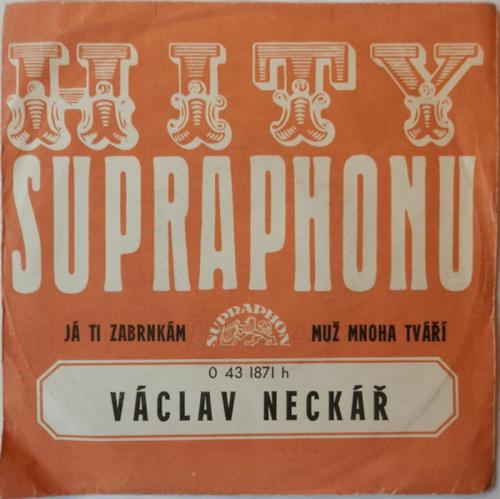 HITY
SUPRAPHONU
JÁ TI ZABRNKÁM SUPRAPHON MUŽ MNOHA TVÁŘÍ
0 43 1871 h
VÁCLAV NECKÁŘ